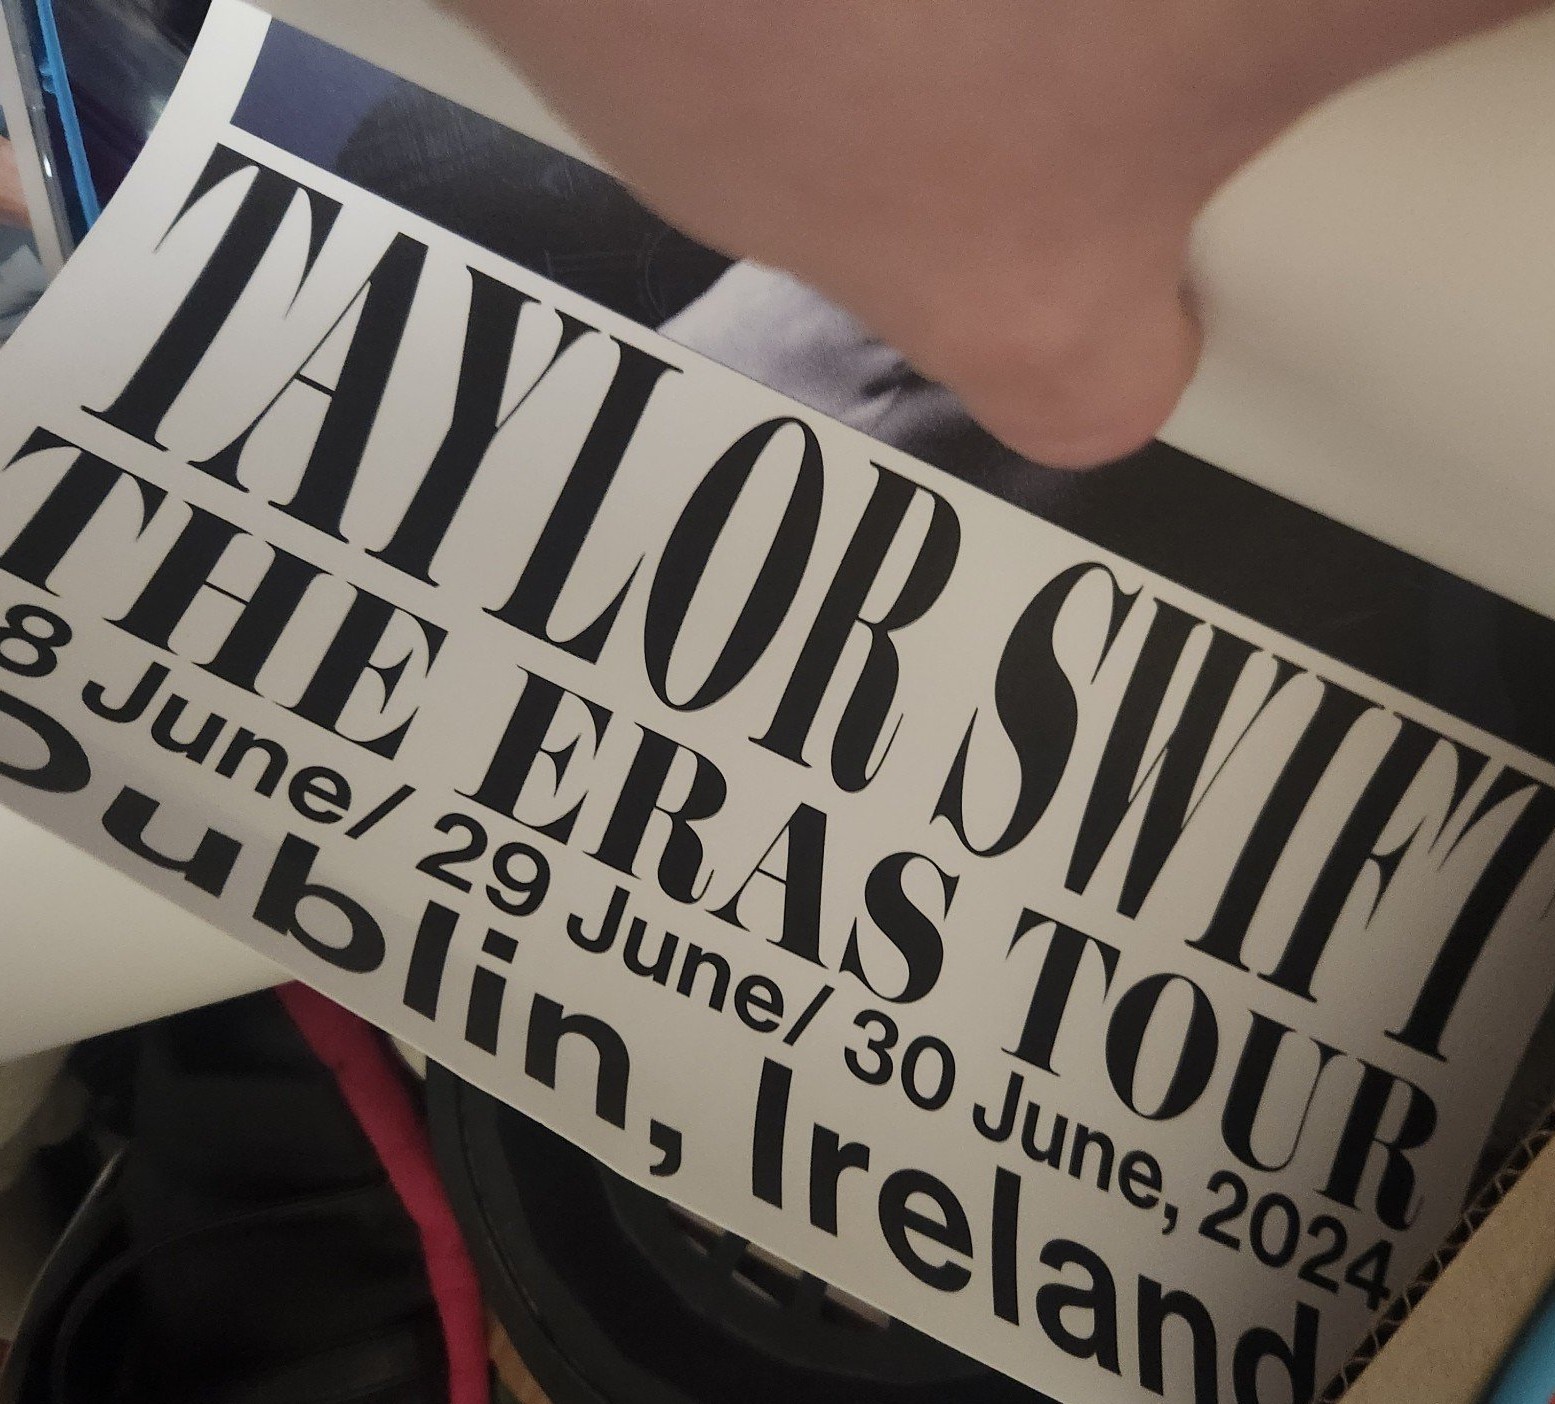 TAYLOR SWIFT
THE ERAS TOUR
8 June/ 29 June/ 30 June, 2024
Dublin, Ireland